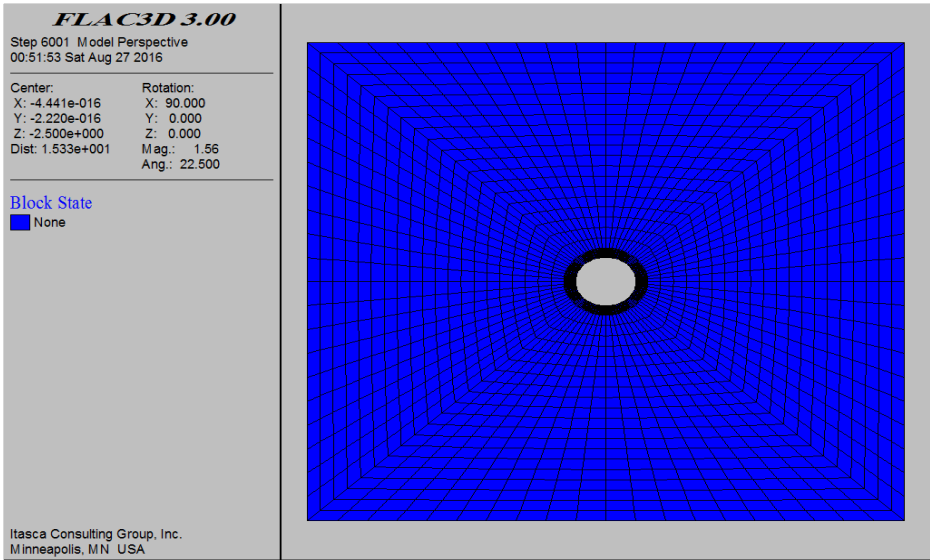 FLAC3D 3.00
Step 6001 Model Perspective
00:51:53 Sat Aug 27 2016
Center: Rotation:
X: -4.441e-016 X: 90.000
Y: -2.220e-016 Y: 0.000
Z: -2.500e+000 Z: 0.000
Dist: 1.533e+001 Mag.: 1.56
Ang.: 22.500
Block State
None
Itasca Consulting Group, Inc.
Minneapolis, MN USA